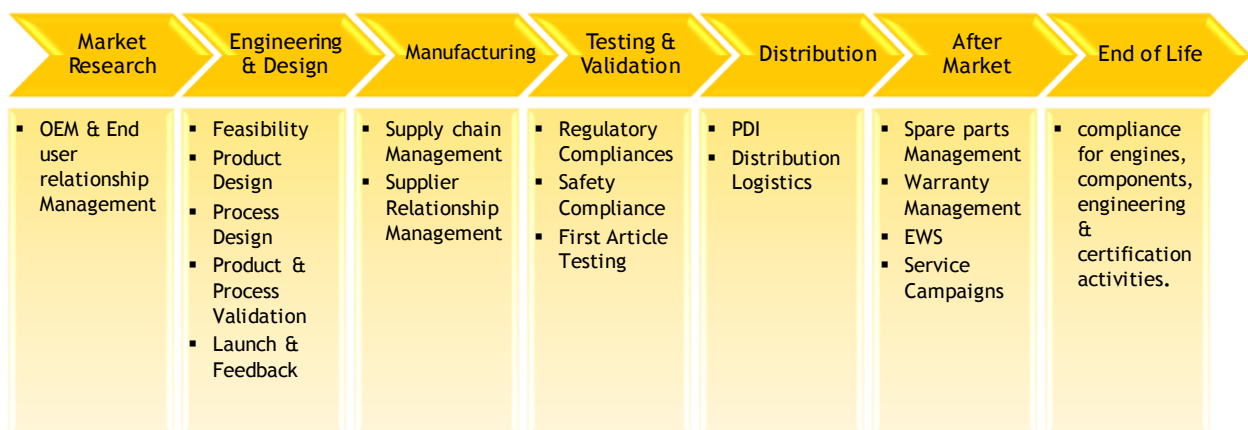 Market
Research
Engineering
& Design
Manufacturing
Testing &
Validation
Distribution
After
Market
End of Life
▪ OEM & End
user
relationship
Management
▪ Feasibility
▪ Product
Design
▪ Process
Design
▪ Product &
Process
Validation
▪ Launch &
Feedback
▪ Supply chain
Management
▪ Supplier
Relationship
Management
▪ Regulatory
Compliances
▪ Safety
Compliance
▪ First Article
Testing
▪ PDI
▪ Distribution
Logistics
▪ Spare parts
Management
▪ Warranty
Management
▪ EWS
▪ Service
Campaigns
▪ compliance
for engines,
components,
engineering
&
certification
activities.